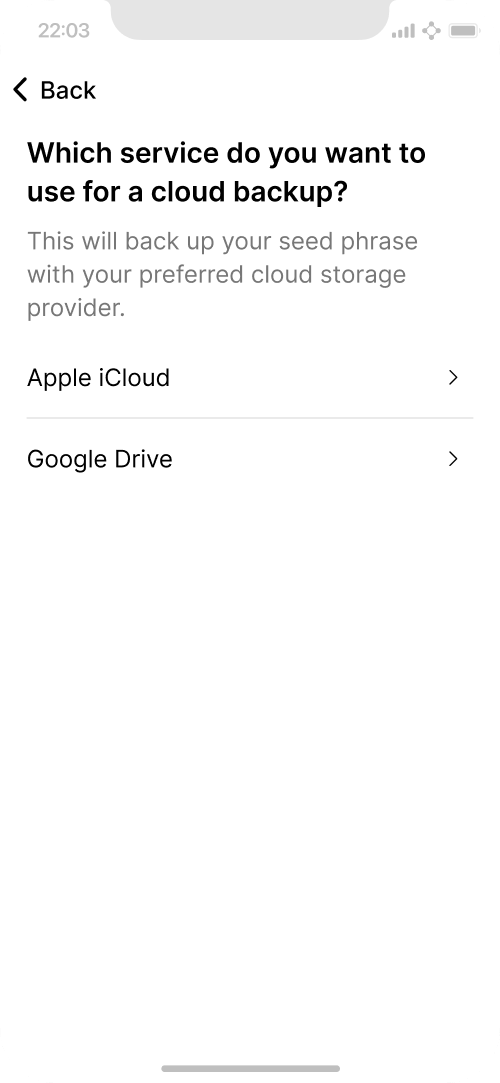 22:03
Back
Which service do you want to
use for a cloud backup?
This will back up your seed phrase
with your preferred cloud storage
provider.
Apple iCloud
Google Drive